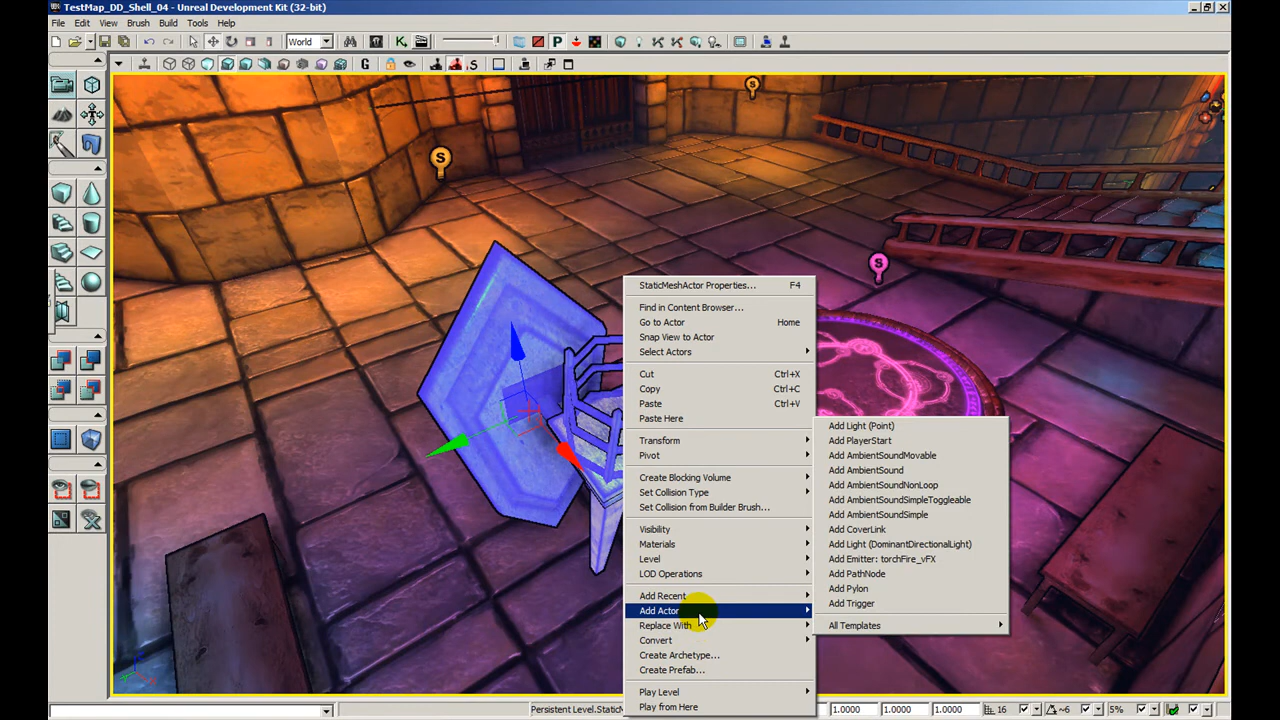 TestMap_DD_Shell_04 - Unreal Development Kit (32-bit)
File Edit View Brush Build Tools Help
World
P
G
S
S
S
S
StaticMeshActor Properties... F4
Find in Content Browser...
Go to Actor Home
Snap View to Actor
Select Actors
Cut Ctrl+X
Copy Ctrl+C
Paste Ctrl+V
Paste Here
Transform
Pivot
Create Blocking Volume
Set Collision Type
Set Collision from Builder Brush...
Visibility
Materials
Level
LOD Operations
Add Recent
Add Actor
Replace With
Convert
Create Archetype...
Create Prefab...
Play Level
Play from Here
Add Light (Point)
Add PlayerStart
Add AmbientSoundMovable
Add AmbientSound
Add AmbientSoundNonLoop
Add AmbientSoundSimpleToggleable
Add AmbientSoundSimple
Add CoverLink
Add Light (DominantDirectionalLight)
Add Emitter: torchFire_vFX
Add PathNode
Add Pylon
Add Trigger
All Templates
Persistent Level.StaticM 1.0000 1.0000 1.0000 16 ~6 5%